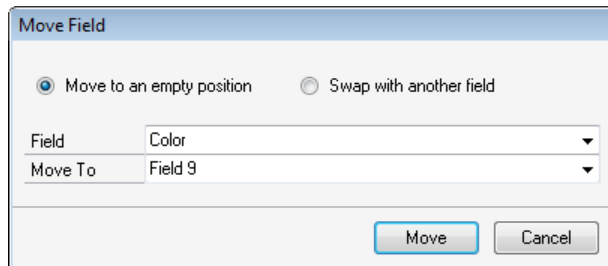 Move Field
Move to an empty position Swap with another field
Field Color
Move To Field 9
Move Cancel